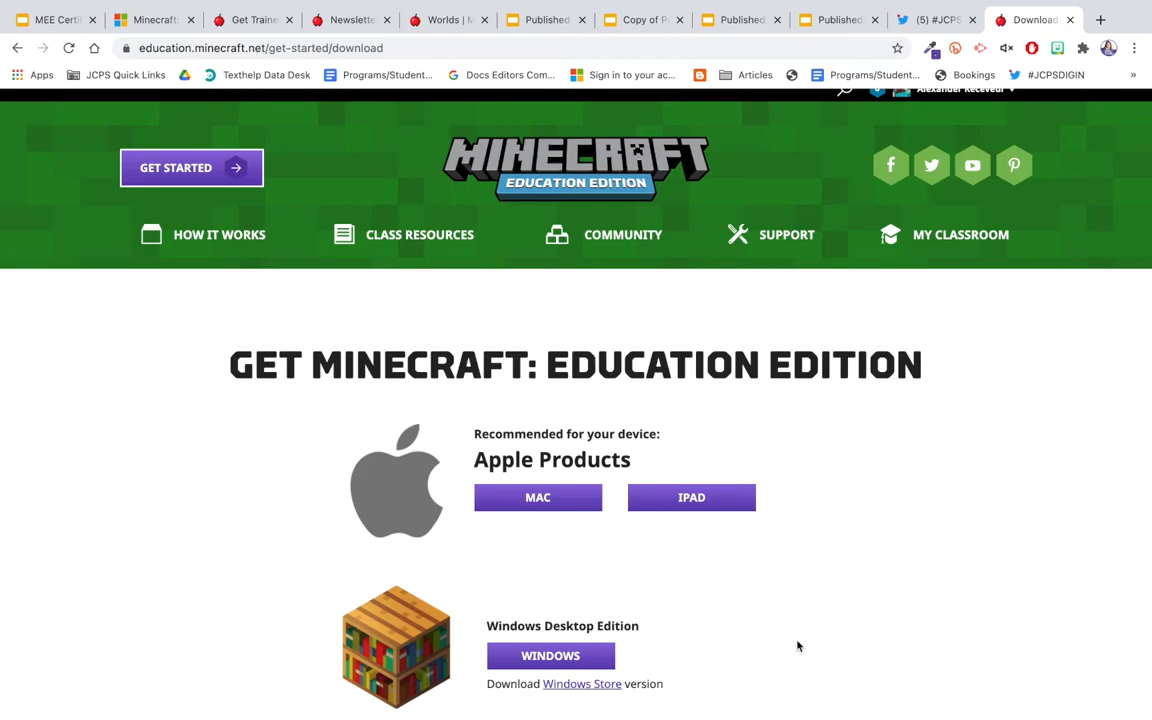 MEE Certi
Minecraft:
Get Traine
Newslette
Worlds | M
Published
Copy of P
Published
Published
(5) #JCPS
Download
education.minecraft.net/get-started/download
Apps
JCPS Quick Links
Texthelp Data Desk
Programs/Student...
Docs Editors Com...
Sign in to your ac...
Articles
Programs/Student...
Bookings
#JCPSDIGIN
»
Alexander Receveur
GET STARTED
MINECRAFT
EDUCATION EDITION
HOW IT WORKS
CLASS RESOURCES
COMMUNITY
SUPPORT
MY CLASSROOM
GET MINECRAFT: EDUCATION EDITION
Recommended for your device:
Apple Products
MAC
IPAD
Windows Desktop Edition
WINDOWS
Download Windows Store version